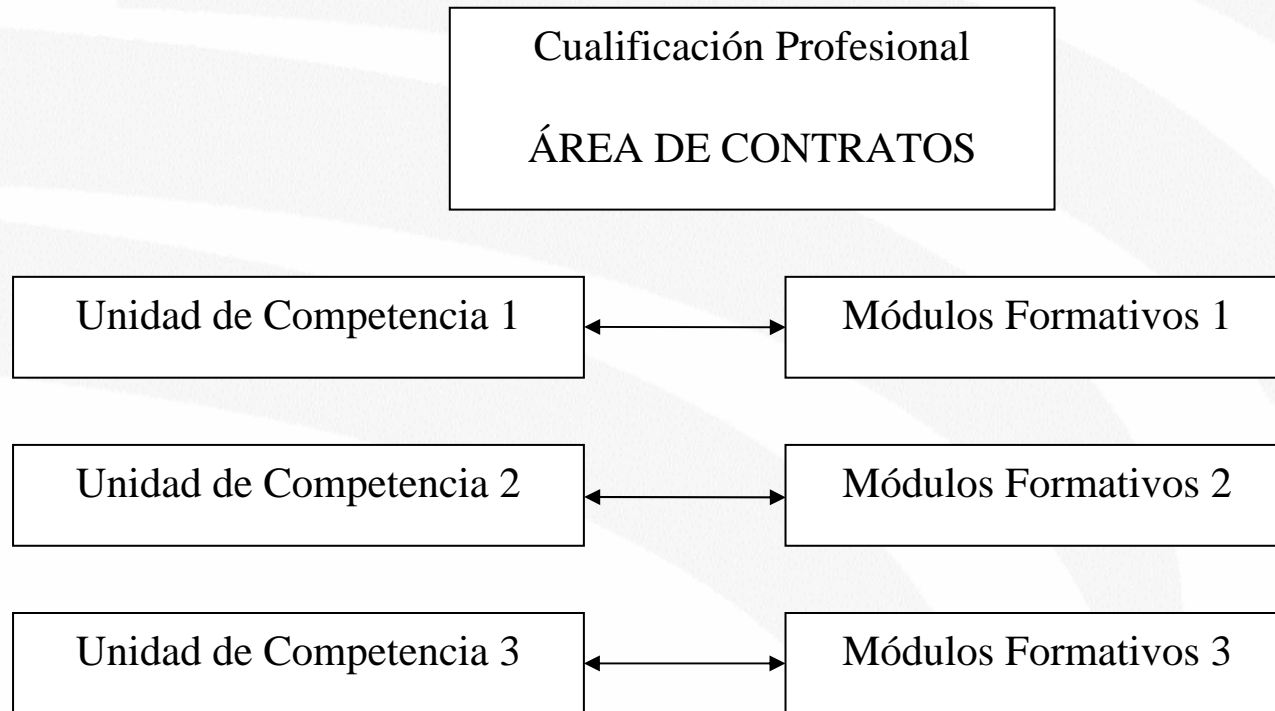 Cualificación Profesional
ÁREA DE CONTRATOS
Unidad de Competencia 1
Módulos Formativos 1
Unidad de Competencia 2
Módulos Formativos 2
Unidad de Competencia 3
Módulos Formativos 3